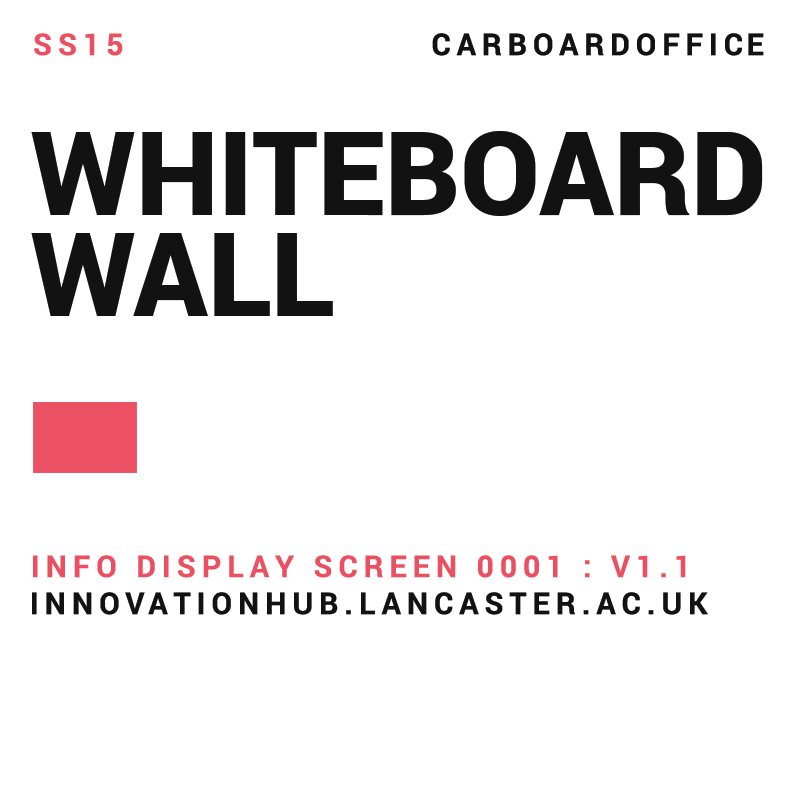 SS15 CARBOARDOFFICE
WHITEBOARD
WALL
INFO DISPLAY SCREEN 0001 : V1.1
INNOVATIONHUB.LANCASTER.AC.UK